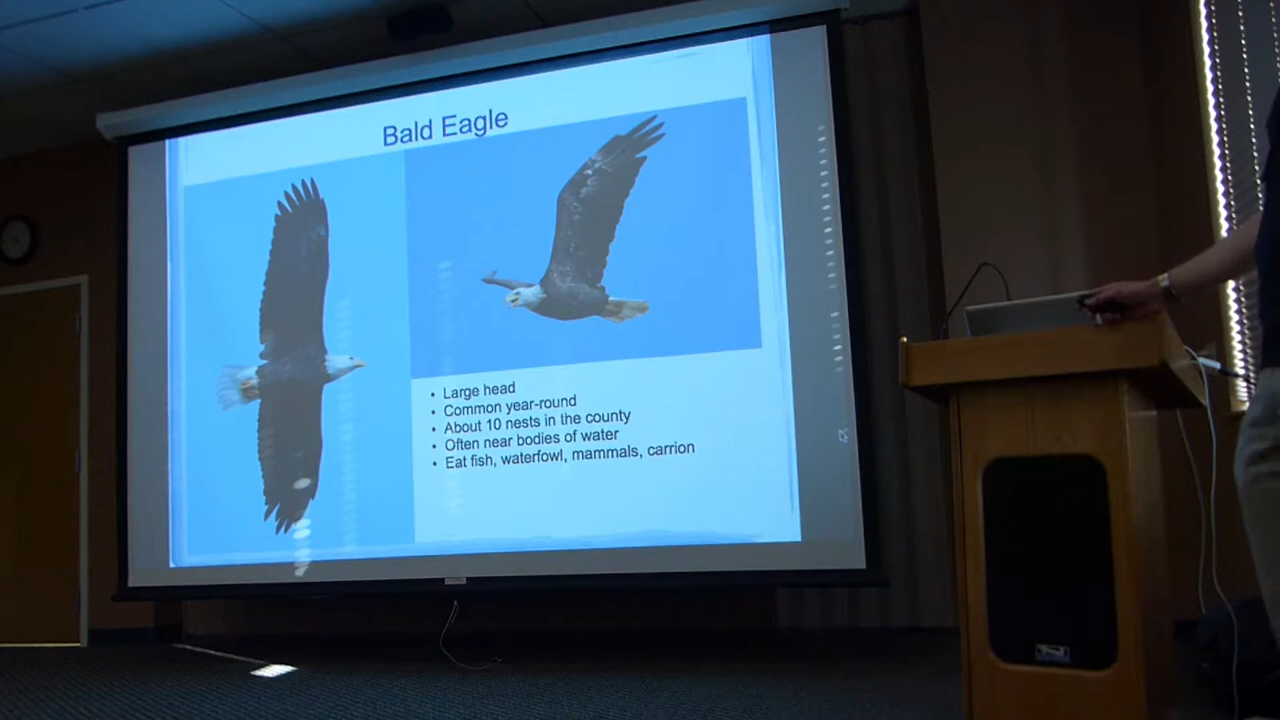 Bald Eagle
• Large head
• Common year-round
• About 10 nests in the county
• Often near bodies of water
• Eat fish, waterfowl, mammals, carrion